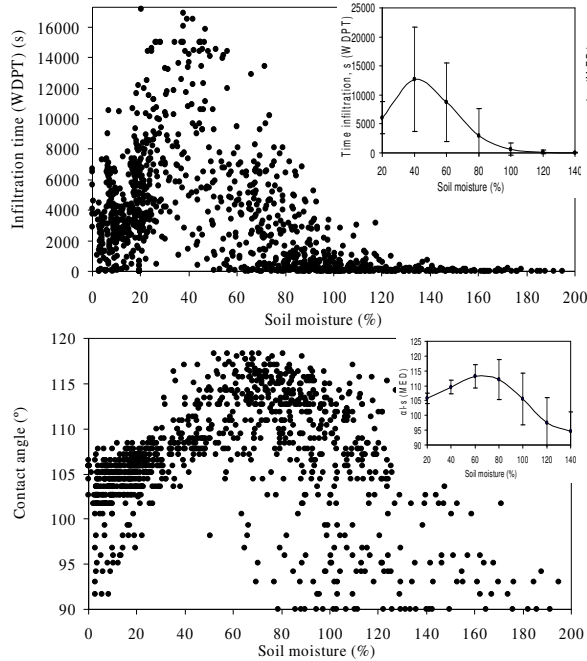 Infiltration time (WDPT) (s)
16000
14000
12000
10000
8000
6000
4000
2000
0
0 20 40 60 80 100 120 140 160 180 200
Soil moisture (%)
Time infiltration, s (WDPT)
25000
20000
15000
10000
5000
0
20 40 60 80 100 120 140
Soil moisture (%)
Contact angle (º)
120
115
110
105
100
95
90
0 20 40 60 80 100 120 140 160 180 200
Soil moisture (%)
(MED)
125
120
115
110
105
100
95
90
20 40 60 80 100 120 140
Soil moisture (%)